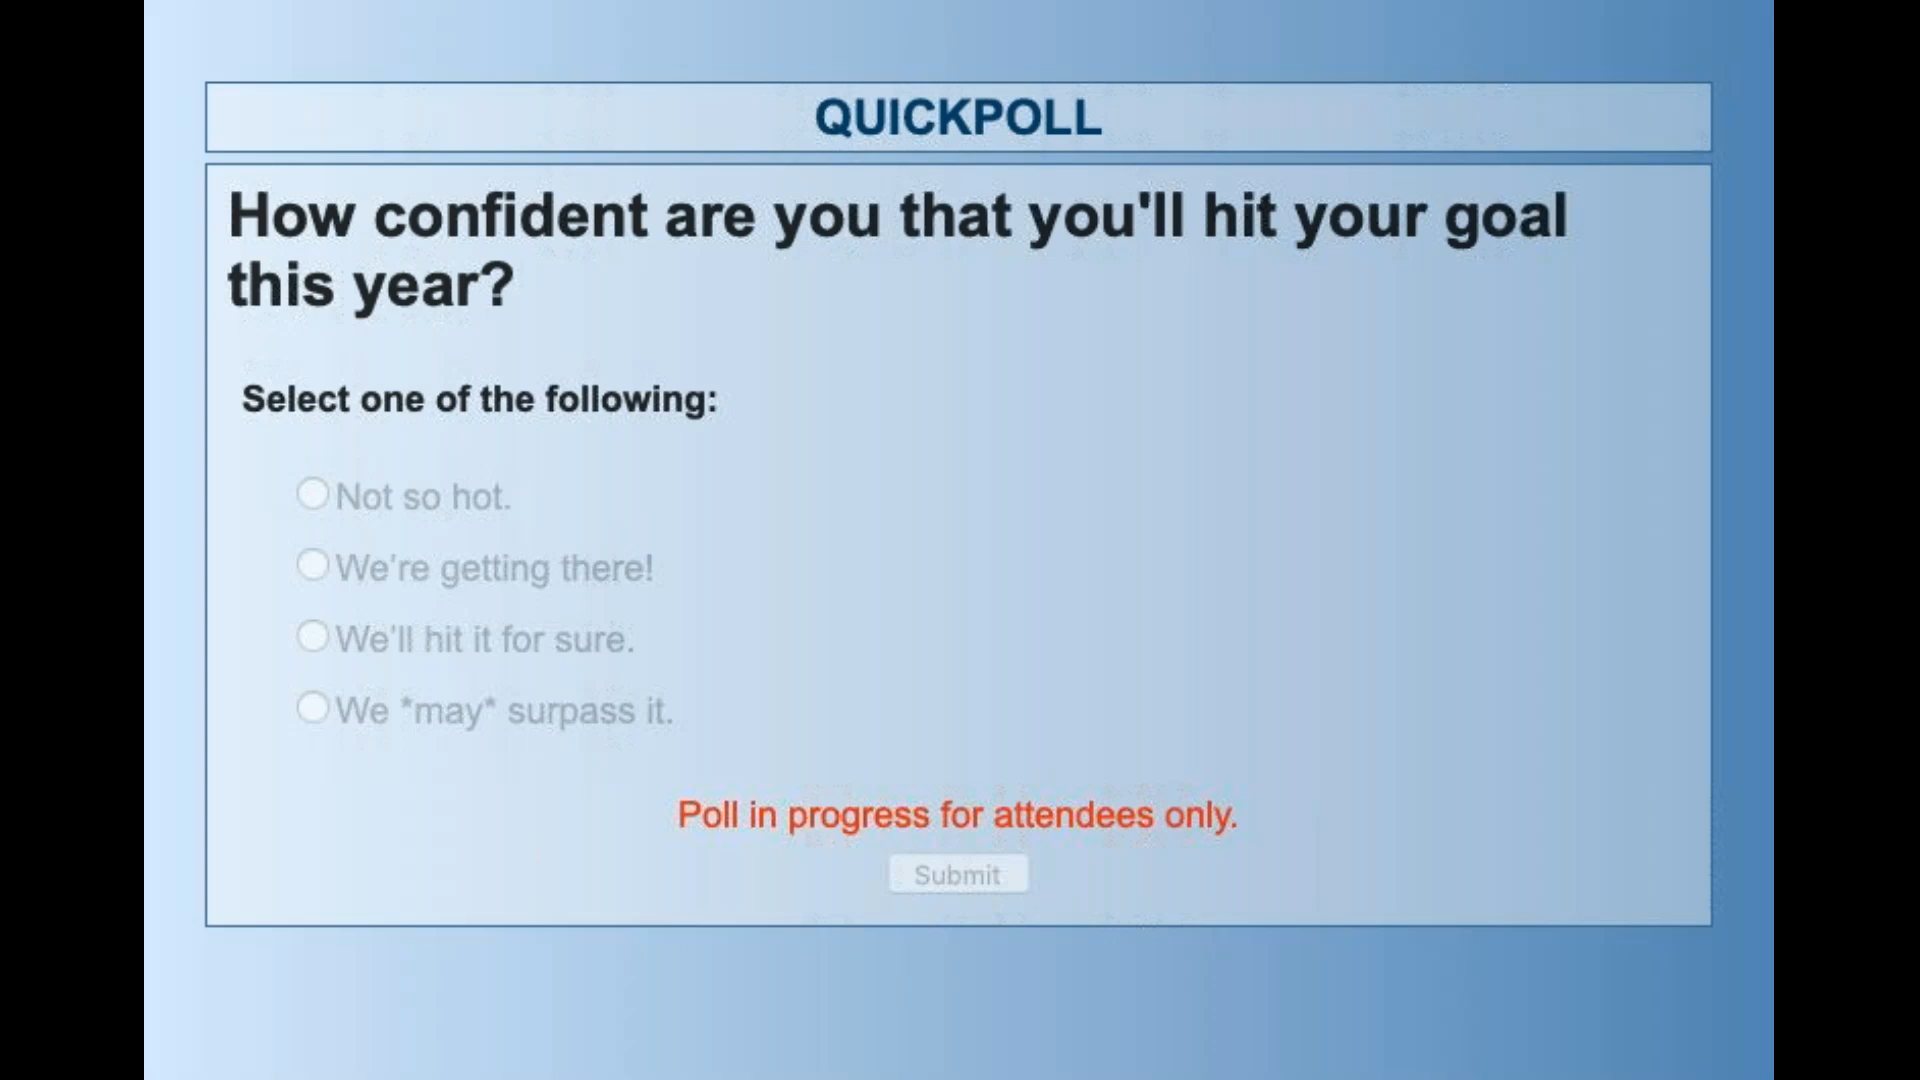 QUICKPOLL
How confident are you that you'll hit your goal
this year?
Select one of the following:
Not so hot.
We're getting there!
We'll hit it for sure.
We *may* surpass it.
Poll in progress for attendees only.
Submit